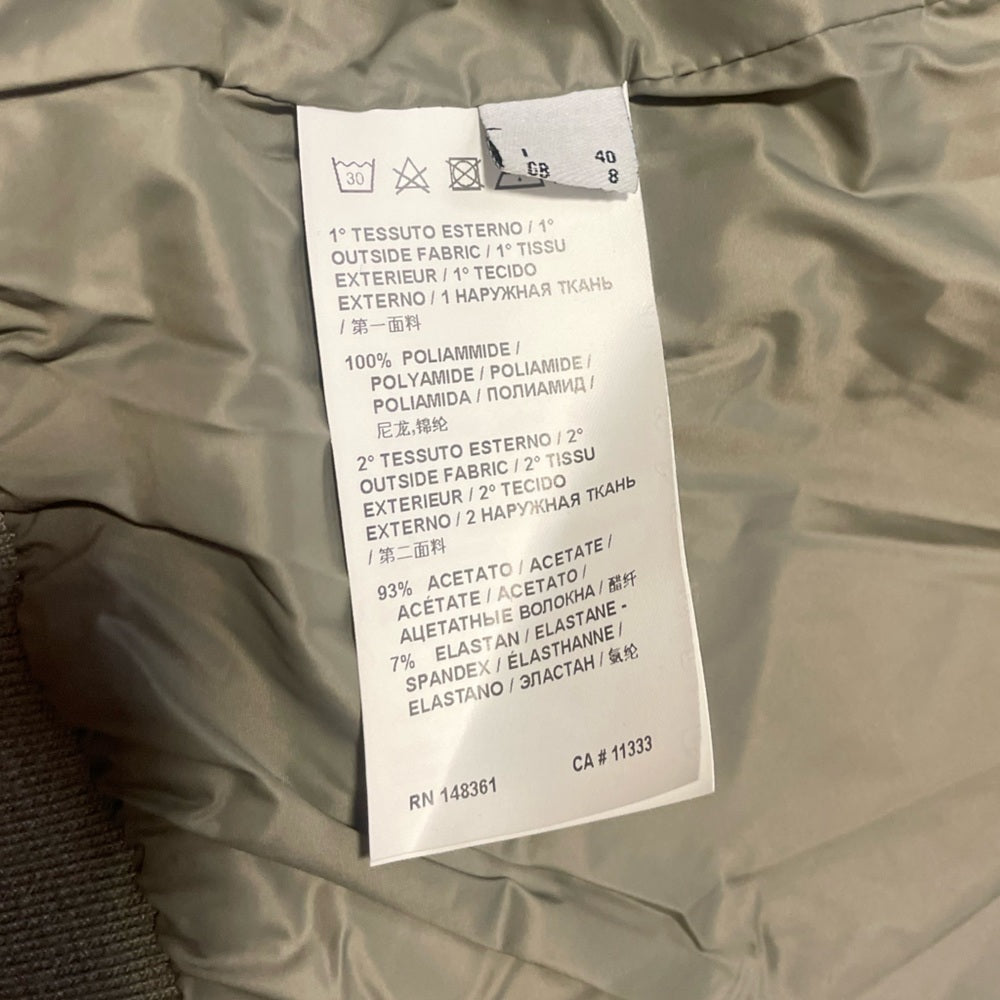 30
40
GB 8
1° TESSUTO ESTERNO / 1°
OUTSIDE FABRIC / 1° TISSU
EXTERIEUR / 1° TECIDO
EXTERNO / 1 НАРУЖНАЯ ТКАНЬ
/ 第一面料
100% POLIAMMIDE /
POLYAMIDE / POLIAMIDE /
POLIAMIDA / ПОЛИАМИД /
尼龙,锦纶
2° TESSUTO ESTERNO / 2°
OUTSIDE FABRIC / 2° TISSU
EXTERIEUR / 2° TECIDO
EXTERNO / 2 НАРУЖНАЯ ТКАНЬ
/ 第二面料
93% ACETATO / ACETATE /
ACÉTATE / ACETATO /
АЦЕТАТНЫЕ ВОЛОКНА / 醋纤
7% ELASTAN / ELASTANE -
SPANDEX / ÉLASTHANNE /
ELASTANO / ЭЛАСТАН / 氨纶
CA # 11333
RN 148361